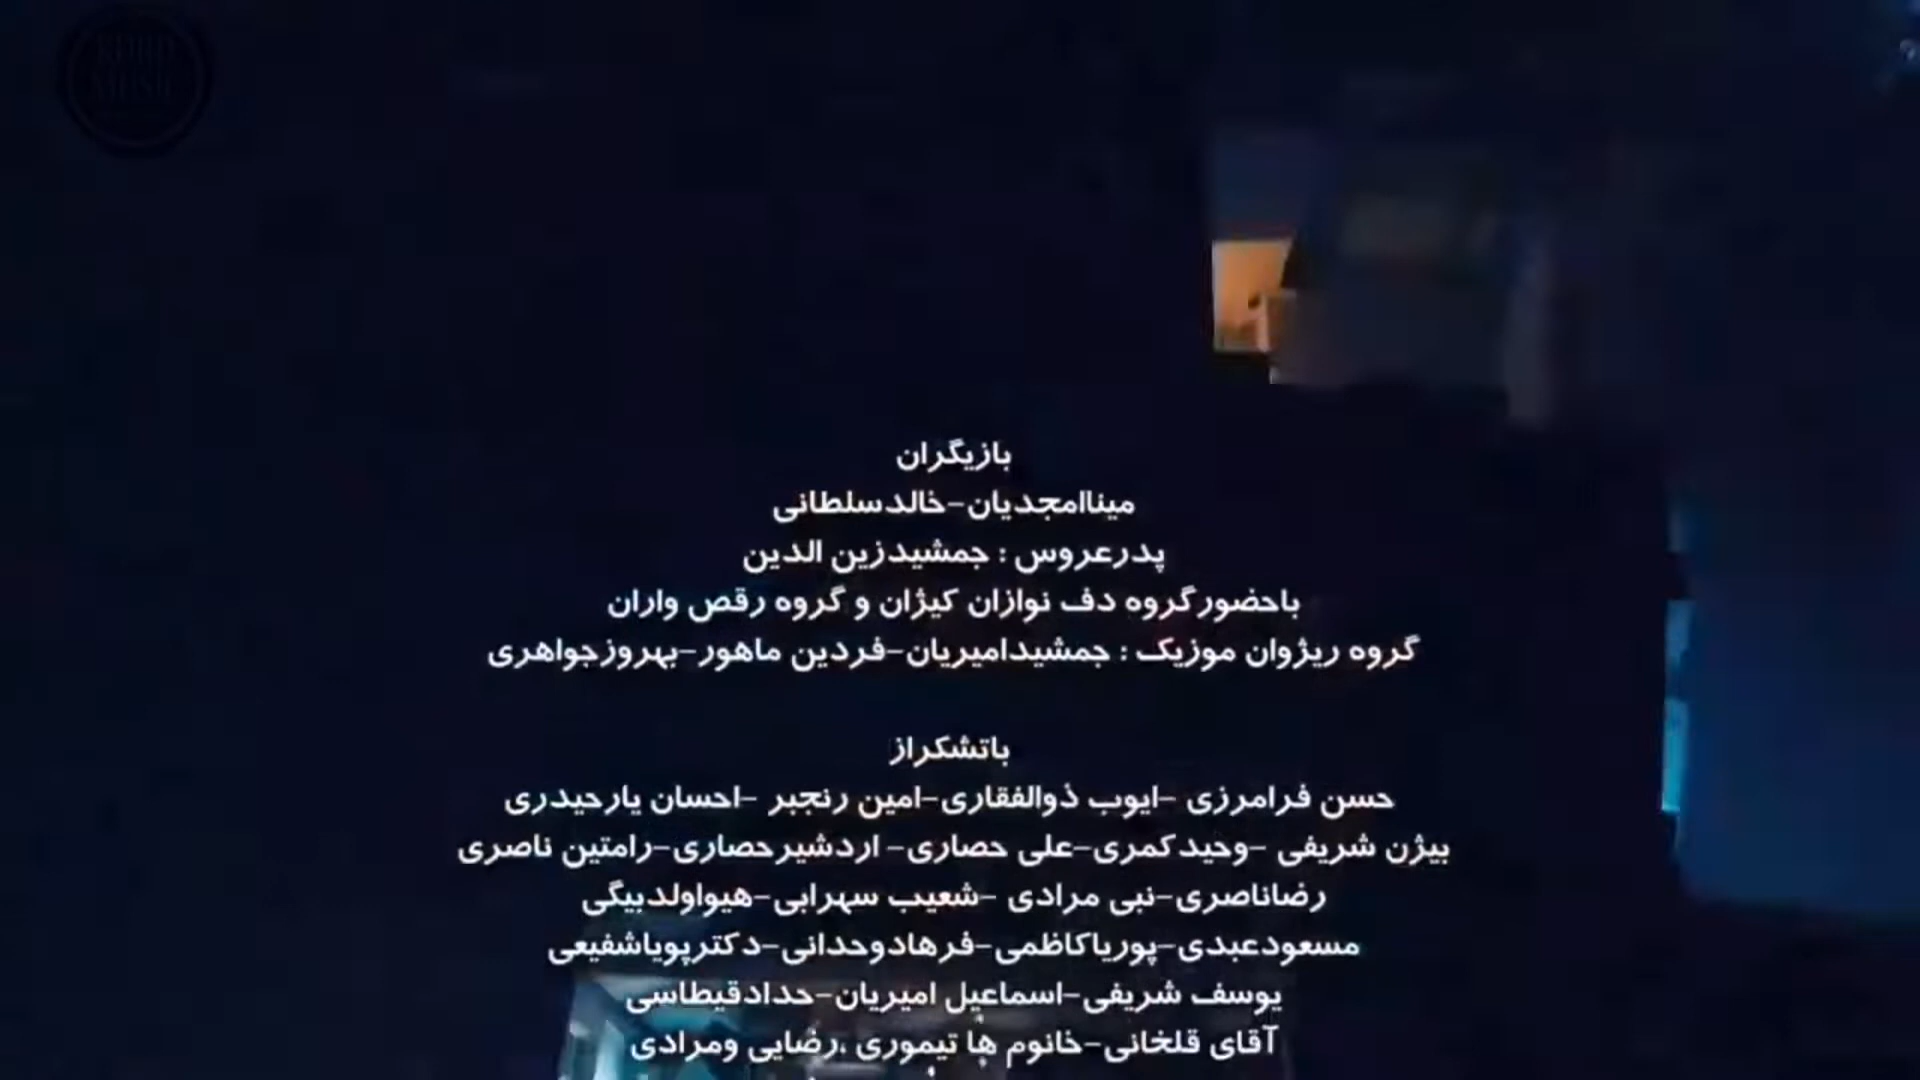 KURD
MUSIC
بازیگران
میناامجدیان-خالدسلطانی
پدرعروس : جمشیدزین الدین
باحضورگروه دف نوازان کیژان و گروه رقص واران
گروه ریژوان موزیک : جمشیدامیریان-فردین ماهور-بهروزجواهری
باتشکراز
حسن فرامرزی -ایوب ذوالفقاری-امین رنجبر -احسان یارحیدری
بیژن شریفی -وحیدکمری-علی حصاری- اردشیرحصاری-رامتین ناصری
رضاناصری-نبی مرادی -شعیب سهرابی-هیواولدبیگی
مسعودعبدی-پوریاکاظمی-فرهادوحدانی-دکترپویاشفیعی
یوسف شریفی-اسماعیل امیریان-حدادقیطاسی
آقای قلخانی-خانوم ها تیموری ،رضایی ومرادی